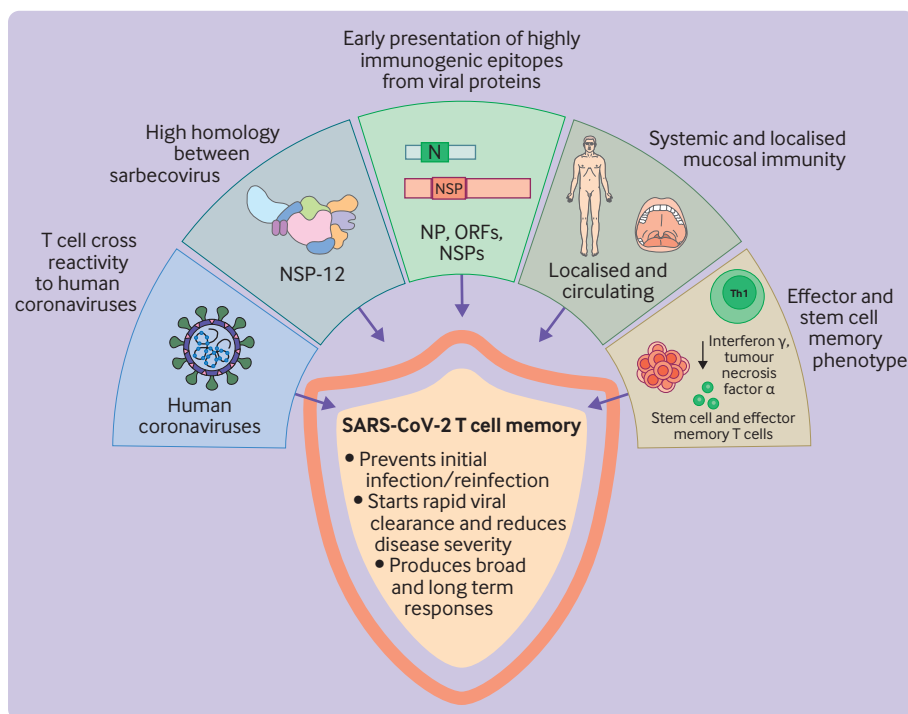 Early presentation of highly
immunogenic epitopes
from viral proteins
High homology
between
sarbecovirus
Systemic and localised
mucosal immunity
T cell cross
reactivity
to human
coronaviruses
Effector and
stem cell
memory
phenotype
N
NSP
NP, ORFs,
NSPs
NSP-12
Localised and
circulating
Human
coronaviruses
Th1
Interferon γ,
tumour
necrosis
factor α
Stem cell and effector
memory T cells
SARS-CoV-2 T cell memory
• Prevents initial
infection/reinfection
• Starts rapid viral
clearance and reduces
disease severity
• Produces broad
and long term
responses